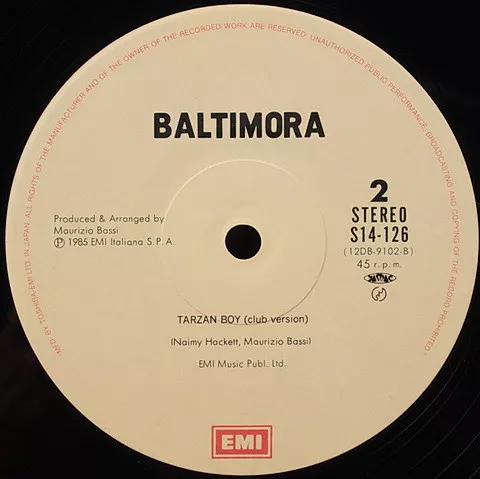 MF'D BY TOSHIBA-EMI LTD. IN JAPAN. ALL RIGHTS OF THE MANUFACTURER AND OF THE OWNER OF THE RECORDED WORK ARE RESERVED. UNAUTHORIZED PUBLIC PERFORMANCE, BROADCASTING AND COPYING OF THE RECORD PROHIBITED!
BALTIMORA
2
STEREO
S14-126
(12DB-9102-B)
45 r. p. m.
JASRAC
Produced & Arranged by
Maurizio Bassi
Ⓟ 1985 EMI Italiana S. P. A.
TARZAN BOY (club version)
(Naimy Hackett, Maurizio Bassi)
EMI Music Publ. Ltd.
EMI